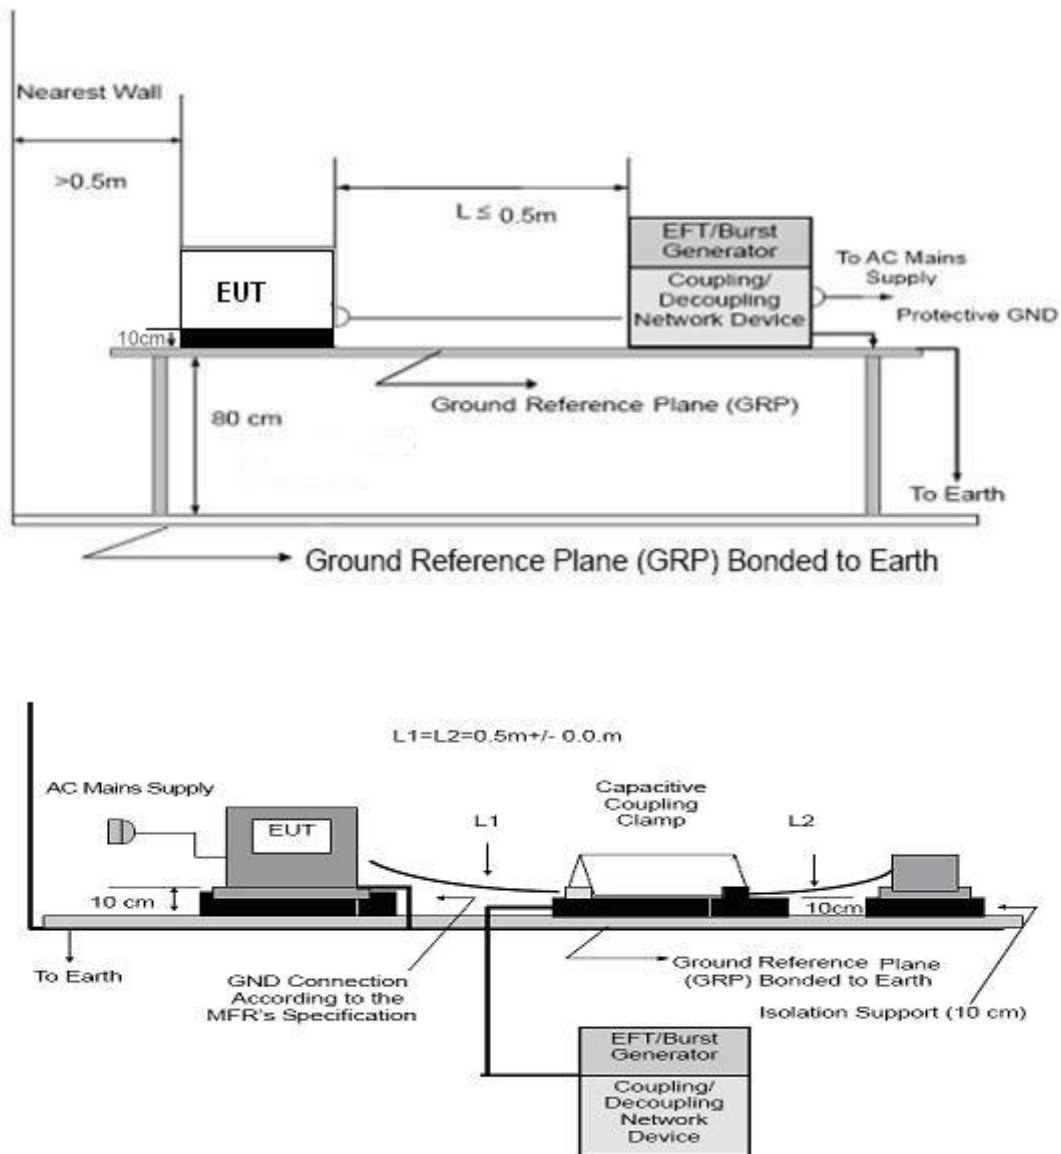 Nearest Wall
>0.5m
L ≤ 0.5m
EFT/Burst
Generator
EUT
Coupling/
Decoupling
Network Device
To AC Mains
Supply
Protective GND
10cm
Ground Reference Plane (GRP)
80 cm
To Earth
Ground Reference Plane (GRP) Bonded to Earth
L1=L2=0.5m+/- 0.0.m
AC Mains Supply
Capacitive
Coupling
Clamp
EUT
L1
L2
10 cm
10cm
To Earth
GND Connection
According to the
MFR's Specification
Ground Reference Plane
(GRP) Bonded to Earth
Isolation Support (10 cm)
EFT/Burst
Generator
Coupling/
Decoupling
Network
Device